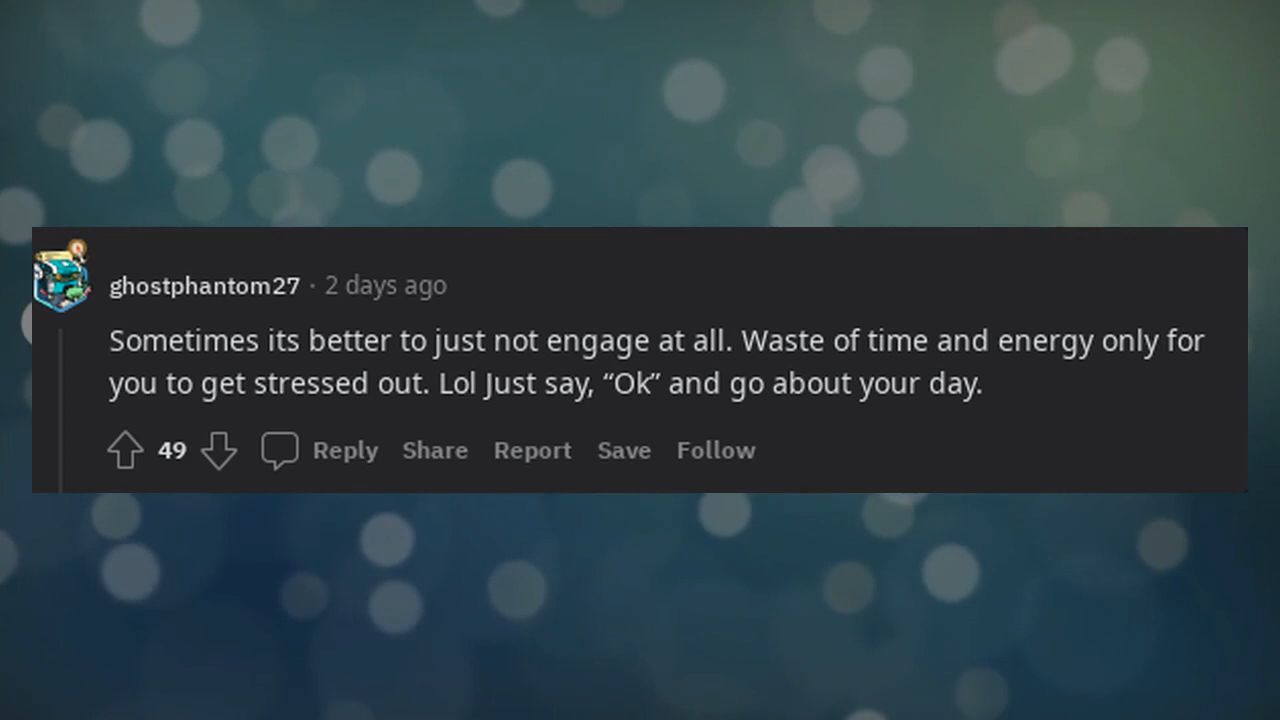 ghostphantom27 · 2 days ago
Sometimes its better to just not engage at all. Waste of time and energy only for
you to get stressed out. Lol Just say, “Ok” and go about your day.
49 Reply Share Report Save Follow